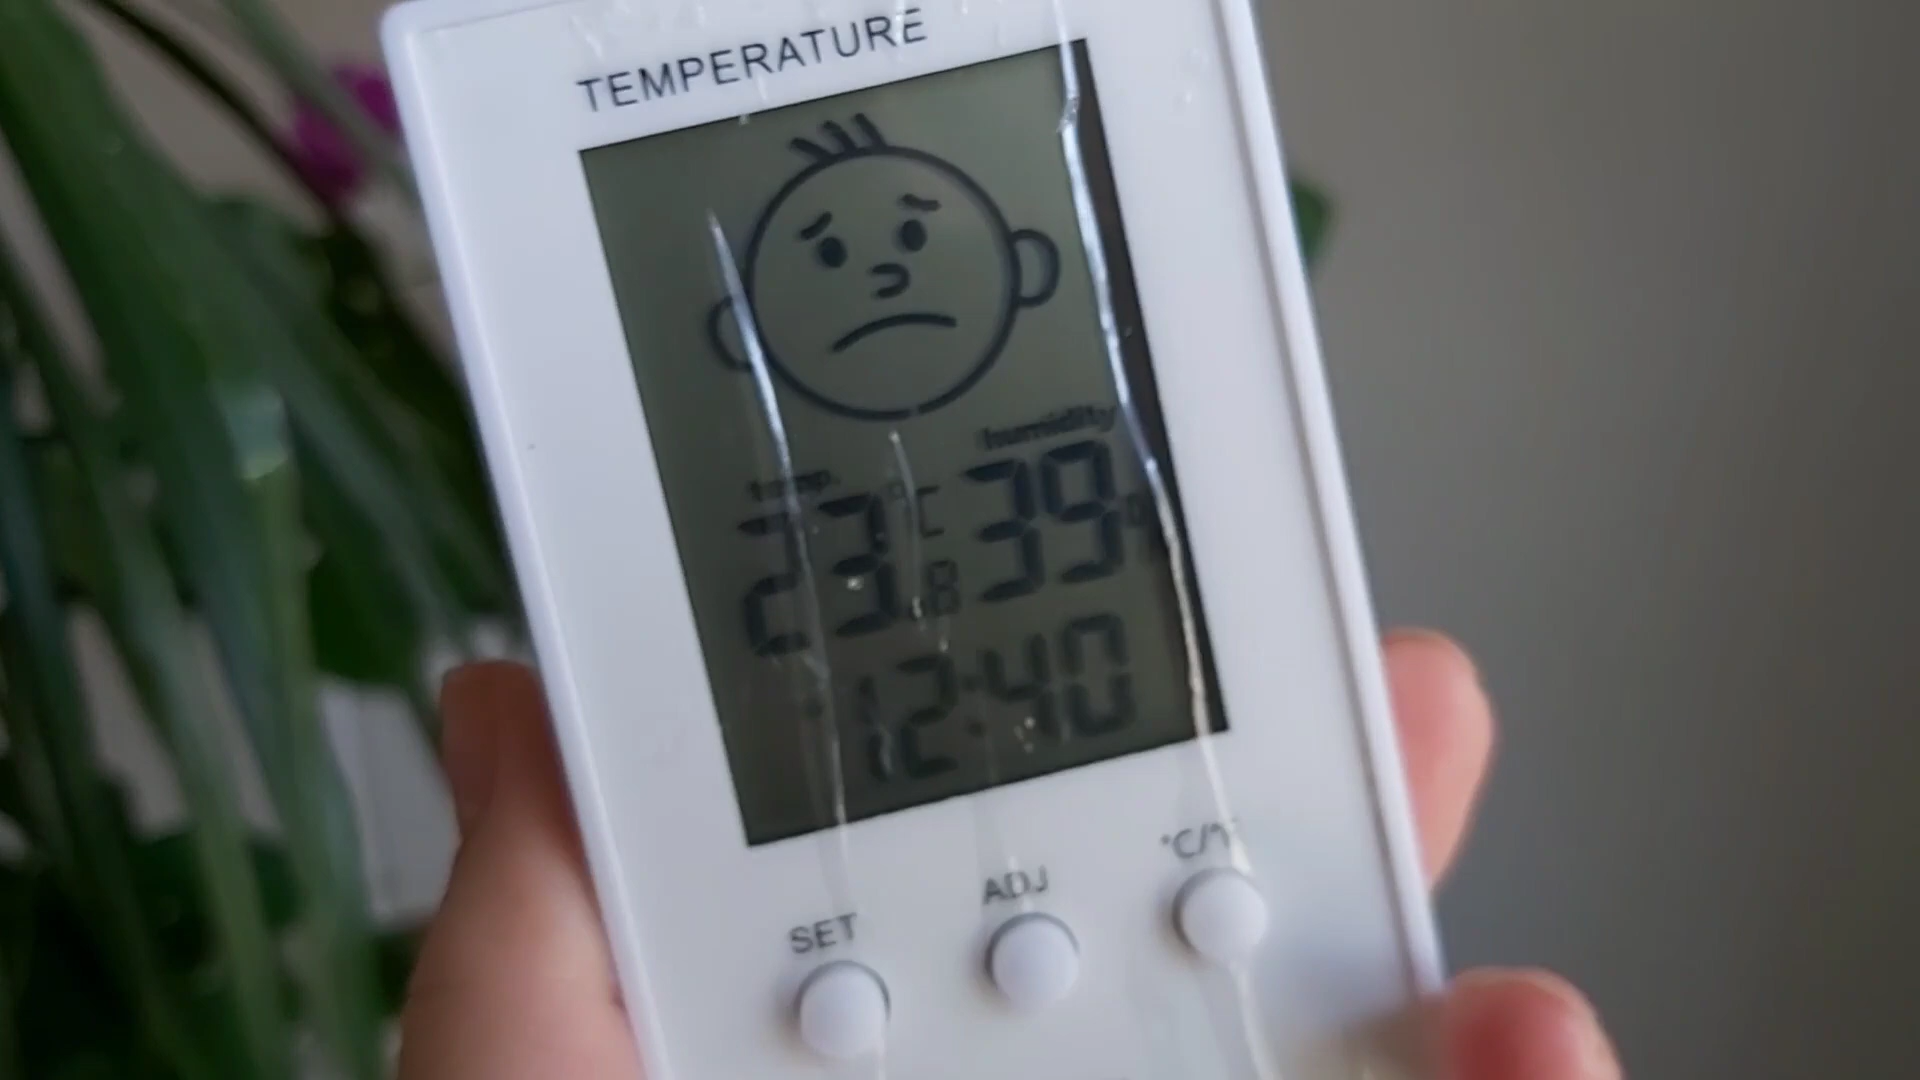 TEMPERATURE
temp. humidity
23.8 °C 39%
12:40
SET ADJ °C/°F